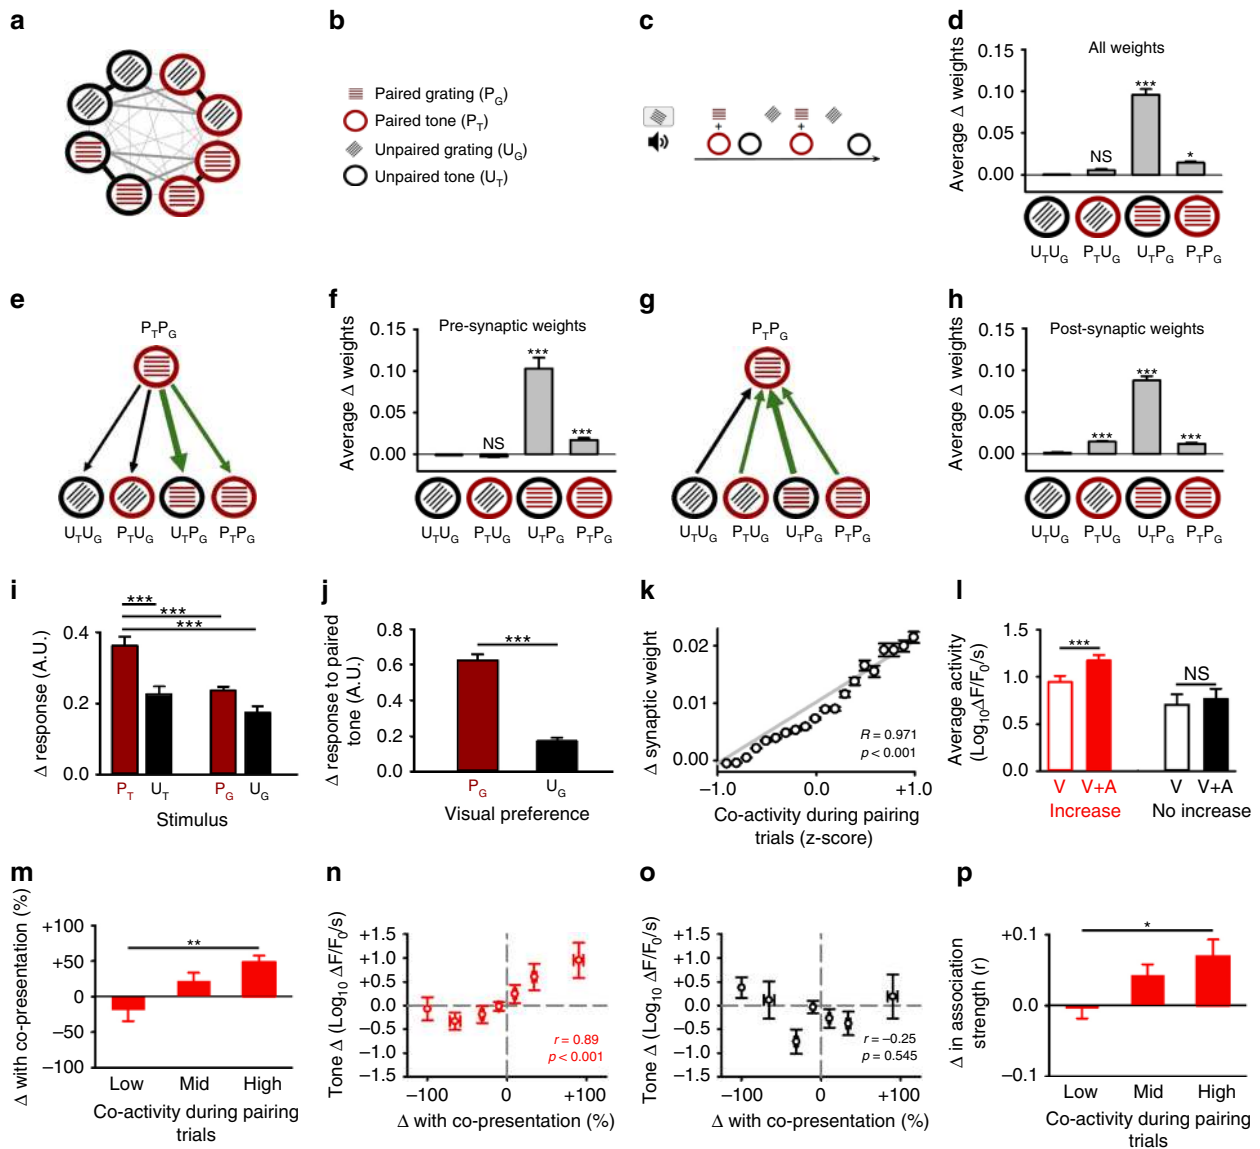 a
b
Paired grating (PG)
Paired tone (PT)
Unpaired grating (UG)
Unpaired tone (UT)
c
+
+
d
All weights
Average Δ weights
0.15
0.10
0.05
0.00
NS
***
*
UTUG
PTUG
UTPG
PTPG
e
PTPG
UTUG
PTUG
UTPG
PTPG
f
Pre-synaptic weights
Average Δ weights
0.15
0.10
0.05
0.00
NS
***
***
UTUG
PTUG
UTPG
PTPG
g
PTPG
UTUG
PTUG
UTPG
PTPG
h
Post-synaptic weights
Average Δ weights
0.15
0.10
0.05
0.00
***
***
***
UTUG
PTUG
UTPG
PTPG
i
Δ response (A.U.)
0.4
0.2
0.0
***
***
***
PT
UT
PG
UG
Stimulus
j
Δ response to paired
tone (A.U.)
0.8
0.6
0.4
0.2
0.0
***
PG
UG
Visual preference
k
Δ synaptic weight
0.02
0.01
0.00
R = 0.971
p < 0.001
−1.0
0.0
+1.0
Co-activity during pairing
trials (z-score)
l
Average activity
(Log10 ΔF/F0/s)
1.5
1.0
0.5
0.0
***
NS
V
V+A
V
V+A
Increase
No increase
m
Δ with co-presentation (%)
+100
+50
0
−50
−100
**
Low
Mid
High
Co-activity during pairing
trials
n
Tone Δ (Log10 ΔF/F0/s)
+1.5
+1.0
+0.5
0.0
−0.5
−1.0
−1.5
r = 0.89
p < 0.001
−100
0
+100
Δ with co-presentation (%)
o
Tone Δ (Log10 ΔF/F0/s)
+1.5
+1.0
+0.5
0.0
−0.5
−1.0
−1.5
r = −0.25
p = 0.545
−100
0
+100
Δ with co-presentation (%)
p
Δ in association
strength (r)
+0.1
0.0
−0.1
*
Low
Mid
High
Co-activity during pairing
trials